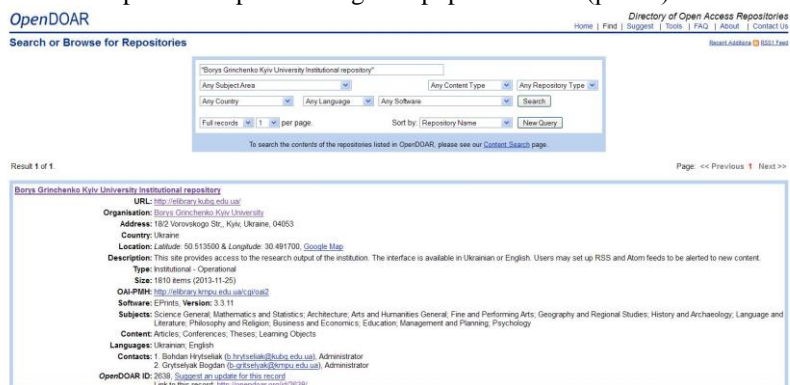 OpenDOAR
Directory of Open Access Repositories
Home | Find | Suggest | Tools | FAQ | About | Contact Us
Search or Browse for Repositories
Recent Additions RSS1 Feed
"Borys Grinchenko Kyiv University Institutional repository"
Any Subject Area Any Content Type Any Repository Type
Any Country Any Language Any Software Search
Full records 1 per page. Sort by: Repository Name New Query
To search the contents of the repositories listed in OpenDOAR, please see our Content Search page.
Result 1 of 1. Page: << Previous 1 Next >>
Borys Grinchenko Kyiv University Institutional repository
URL: http://elibrary.kubg.edu.ua/
Organisation: Borys Grinchenko Kyiv University
Address: 18/2 Vorovskogo Str., Kyiv, Ukraine, 04053
Country: Ukraine
Location: Latitude: 50.513500 & Longitude: 30.491700, Google Map
Description: This site provides access to the research output of the institution. The interface is available in Ukrainian or English. Users may set up RSS and Atom feeds to be alerted to new content.
Type: Institutional - Operational
Size: 1810 items (2013-11-25)
OAI-PMH: http://elibrary.kmpu.edu.ua/cgi/oai2
Software: EPrints, Version: 3.3.11
Subjects: Science General; Mathematics and Statistics; Architecture; Arts and Humanities General; Fine and Performing Arts; Geography and Regional Studies; History and Archaeology; Language and
Literature; Philosophy and Religion; Business and Economics; Education; Management and Planning; Psychology
Content: Articles; Conferences; Theses; Learning Objects
Languages: Ukrainian; English
Contacts: 1. Bohdan Hrytseliak (b.hrytseliak@kubg.edu.ua), Administrator
2. Grytselyak Bogdan (b-gritselyak@kmpu.edu.ua), Administrator
OpenDOAR ID: 2638, Suggest an update for this record
Link to this record: http://opendoar.org/id/2638/